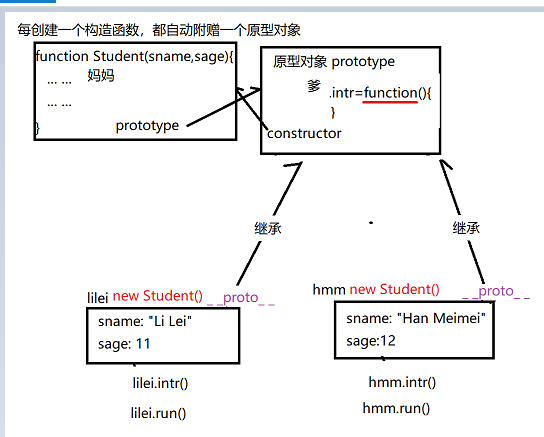 每创建一个构造函数，都自动附赠一个原型对象
function Student(sname,sage){
... ... 妈妈
... ...
}
prototype
原型对象 prototype
爹 .intr=function(){
}
constructor
继承
继承
lilei new Student() __proto__
sname: "Li Lei"
sage: 11
lilei.intr()
lilei.run()
hmm new Student() __proto__
sname: "Han Meimei"
sage:12
hmm.intr()
hmm.run()